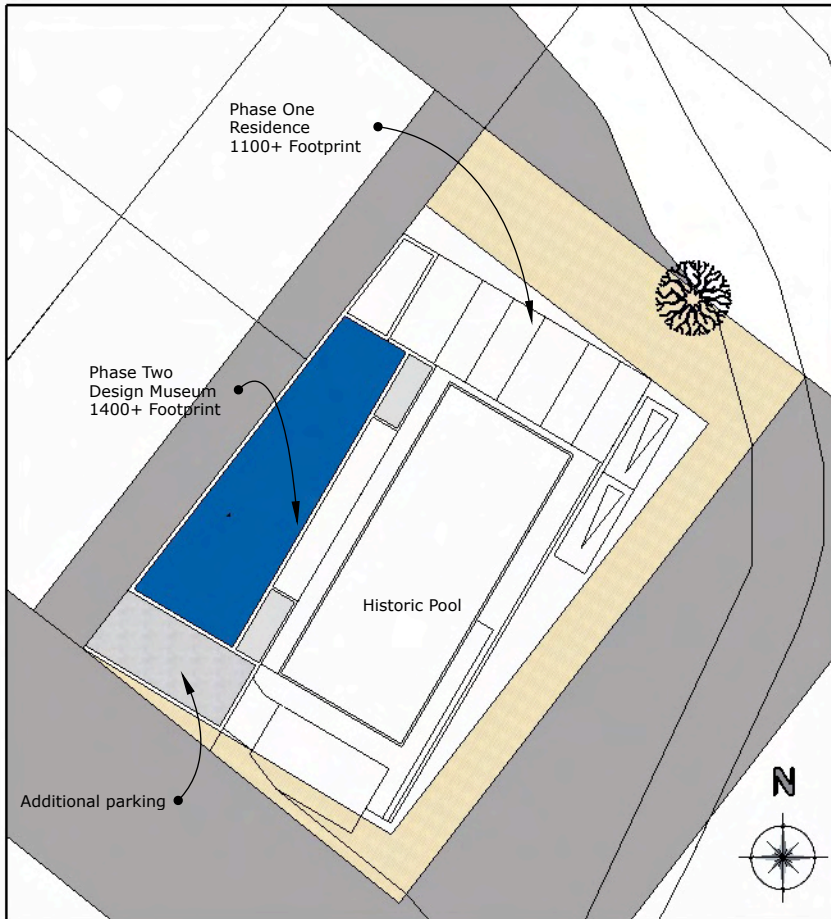 Phase One
Residence
1100+ Footprint
Phase Two
Design Museum
1400+ Footprint
Historic Pool
Additional parking
N